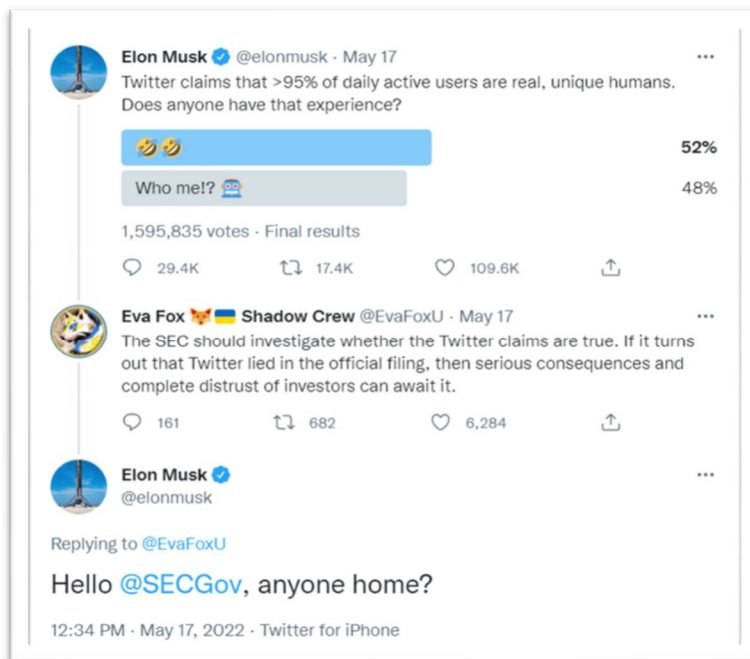 Elon Musk @elonmusk · May 17
Twitter claims that >95% of daily active users are real, unique humans.
Does anyone have that experience?
🤣🤣 52%
Who me!? 🤖 48%
1,595,835 votes · Final results
29.4K 17.4K 109.6K
Eva Fox 🦊🇺🇦 Shadow Crew @EvaFoxU · May 17
The SEC should investigate whether the Twitter claims are true. If it turns
out that Twitter lied in the official filing, then serious consequences and
complete distrust of investors can await it.
161 682 6,284
Elon Musk
@elonmusk
Replying to @EvaFoxU
Hello @SECGov, anyone home?
12:34 PM · May 17, 2022 · Twitter for iPhone